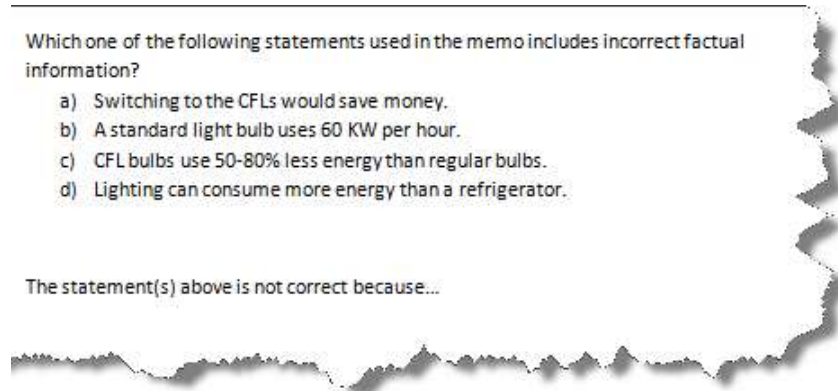 Which one of the following statements used in the memo includes incorrect factual
information?
a) Switching to the CFLs would save money.
b) A standard light bulb uses 60 KW per hour.
c) CFL bulbs use 50-80% less energy than regular bulbs.
d) Lighting can consume more energy than a refrigerator.
The statement(s) above is not correct because...